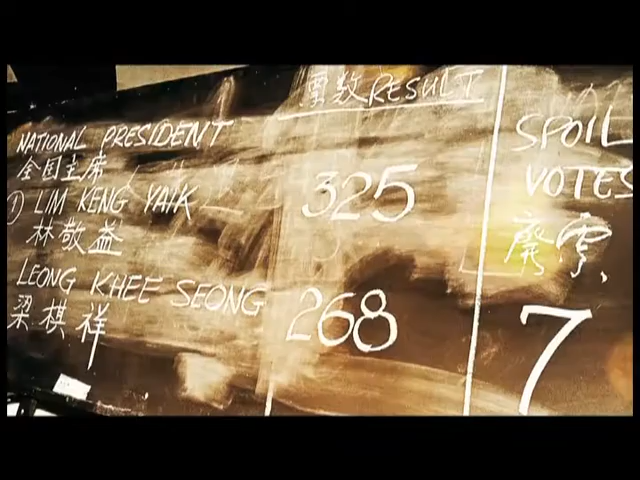 票数 RESULT
SPOIL
VOTES
廢票
7
NATIONAL PRESIDENT
全国主席
① LIM KENG YAIK 325
林敬益
LEONG KHEE SEONG 268
梁棋祥